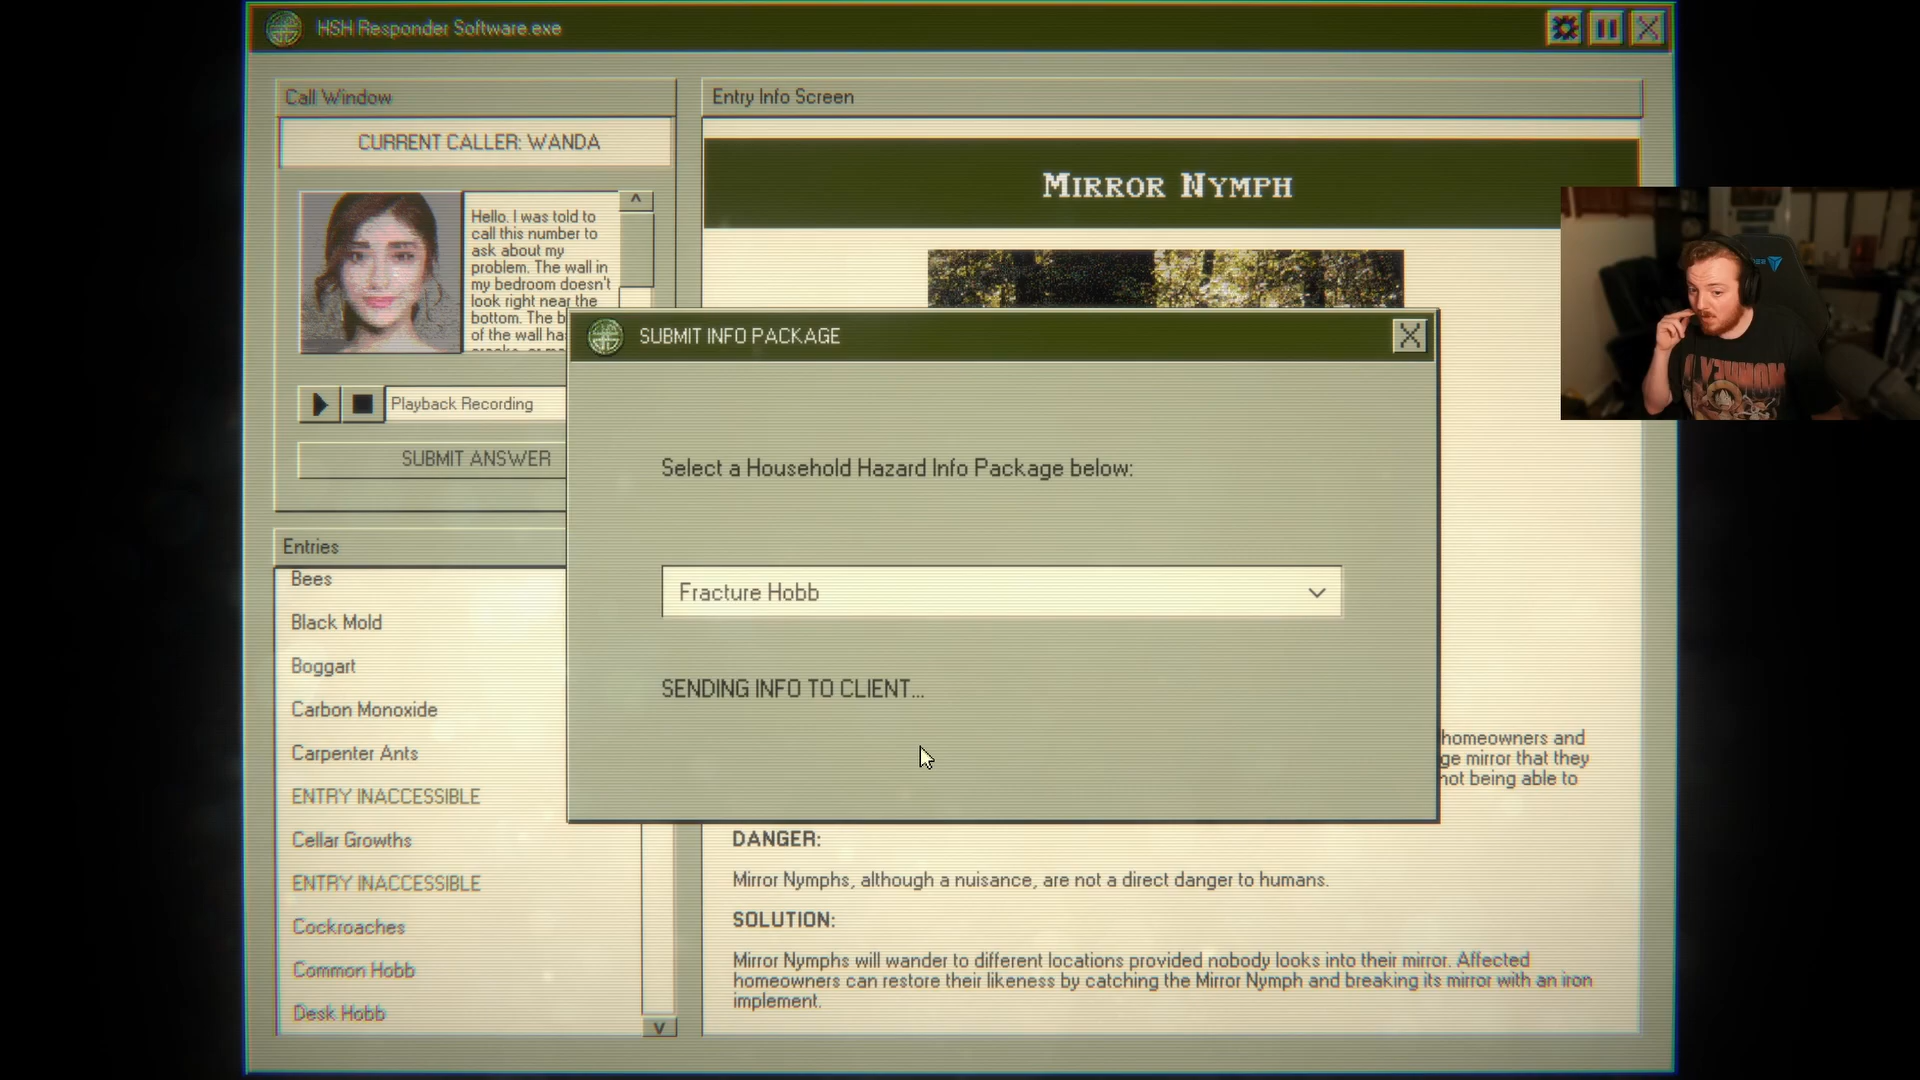 HSH Responder Software.exe
Call Window
CURRENT CALLER: WANDA
Hello. I was told to
call this number to
ask about my
problem. The wall in
my bedroom doesn't
look right near the
bottom. The b
of the wall ha
Playback Recording
SUBMIT ANSWER
Entries
Bees
Black Mold
Boggart
Carbon Monoxide
Carpenter Ants
ENTRY INACCESSIBLE
Cellar Growths
ENTRY INACCESSIBLE
Cockroaches
Common Hobb
Desk Hobb
Entry Info Screen
MIRROR NYMPH
SUBMIT INFO PACKAGE
Select a Household Hazard Info Package below:
Fracture Hobb
SENDING INFO TO CLIENT...
homeowners and
ge mirror that they
not being able to
DANGER:
Mirror Nymphs, although a nuisance, are not a direct danger to humans.
SOLUTION:
Mirror Nymphs will wander to different locations provided nobody looks into their mirror. Affected
homeowners can restore their likeness by catching the Mirror Nymph and breaking its mirror with an iron
implement.